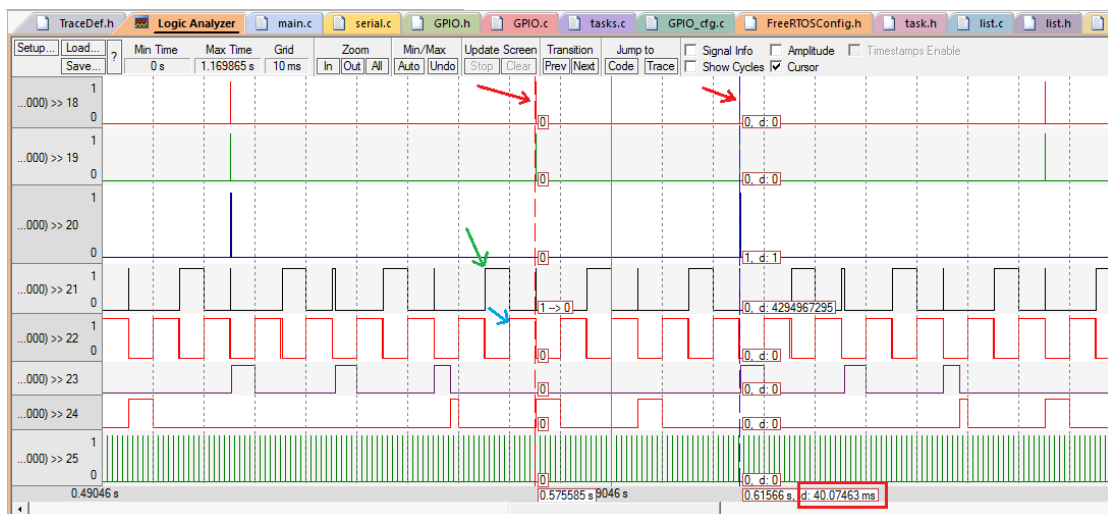 TraceDef.h Logic Analyzer main.c serial.c GPIO.h GPIO.c tasks.c GPIO_cfg.c FreeRTOSConfig.h task.h list.c list.h
Setup... Load... ? Min Time Max Time Grid Zoom Min/Max Update Screen Transition Jump to Signal Info Amplitude Timestamps Enable
Save... 0 s 1.169865 s 10 ms In Out All Auto Undo Stop Clear Prev Next Code Trace Show Cycles Cursor
1
...000) >> 18
0 0 0, d: 0
1
...000) >> 19
0 0 0, d: 0
1
...000) >> 20
0 0 1, d: 1
1
...000) >> 21
0 1 --> 0 0, d: 4294967295
1
...000) >> 22
0 0 0, d: 0
...000) >> 23
0 0, d: 0
...000) >> 24
0 0, d: 0
1
...000) >> 25
0 0 0, d: 0
0.49046 s 0.575585 s 9046 s 0.61566 s, d: 40.07463 ms